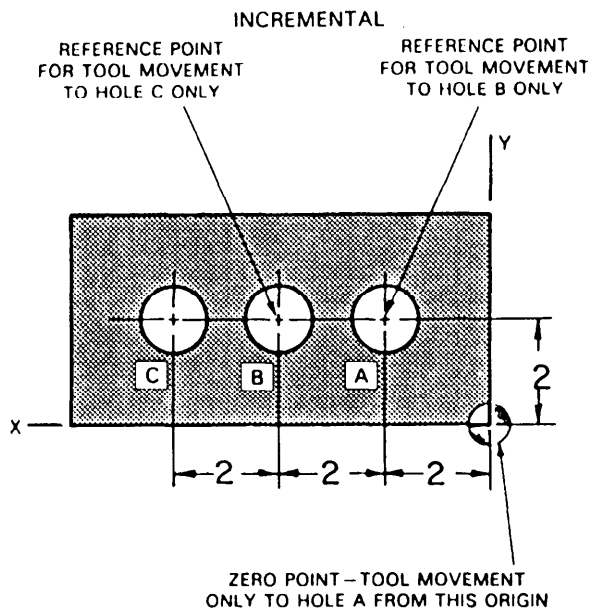 INCREMENTAL
REFERENCE POINT
FOR TOOL MOVEMENT
TO HOLE C ONLY
REFERENCE POINT
FOR TOOL MOVEMENT
TO HOLE B ONLY
Y
C
B
A
2
X
2
2
2
ZERO POINT – TOOL MOVEMENT
ONLY TO HOLE A FROM THIS ORIGIN